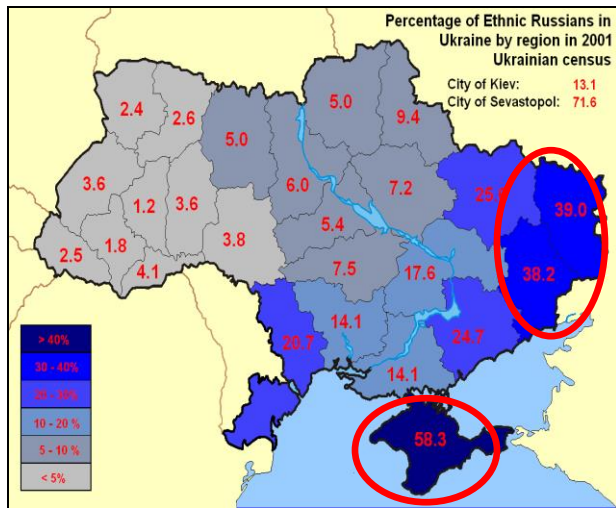 Percentage of Ethnic Russians in
Ukraine by region in 2001
Ukrainian census
City of Kiev: 13.1
City of Sevastopol: 71.6
2.4
2.6
5.0
5.0
9.4
3.6
1.2
3.6
6.0
7.2
39.0
2.5
1.8
4.1
3.8
5.4
7.5
17.6
38.2
20.7
14.1
24.7
14.1
58.3
> 40%
30 - 40%
20 - 30%
10 - 20 %
5 - 10 %
< 5%